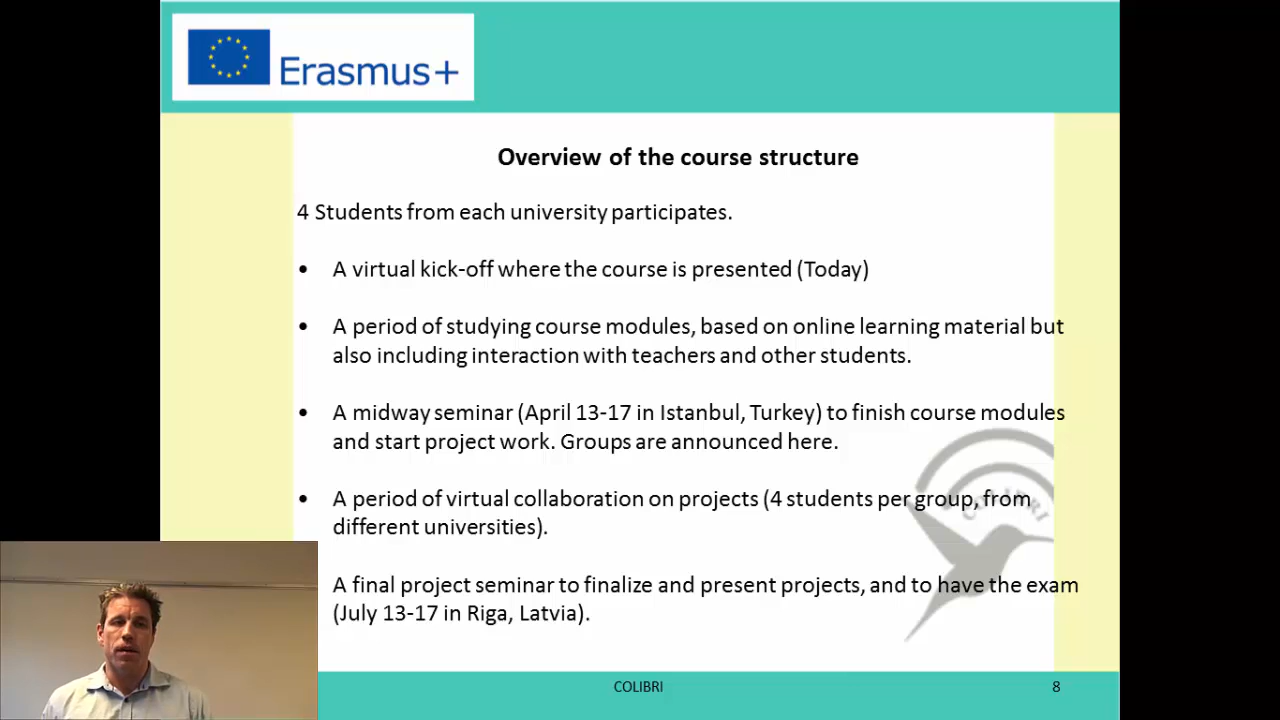 Erasmus+
Overview of the course structure
4 Students from each university participates.
• A virtual kick-off where the course is presented (Today)
• A period of studying course modules, based on online learning material but
also including interaction with teachers and other students.
• A midway seminar (April 13-17 in Istanbul, Turkey) to finish course modules
and start project work. Groups are announced here.
• A period of virtual collaboration on projects (4 students per group, from
different universities).
A final project seminar to finalize and present projects, and to have the exam
(July 13-17 in Riga, Latvia).
COLIBRI
COLIBRI
8